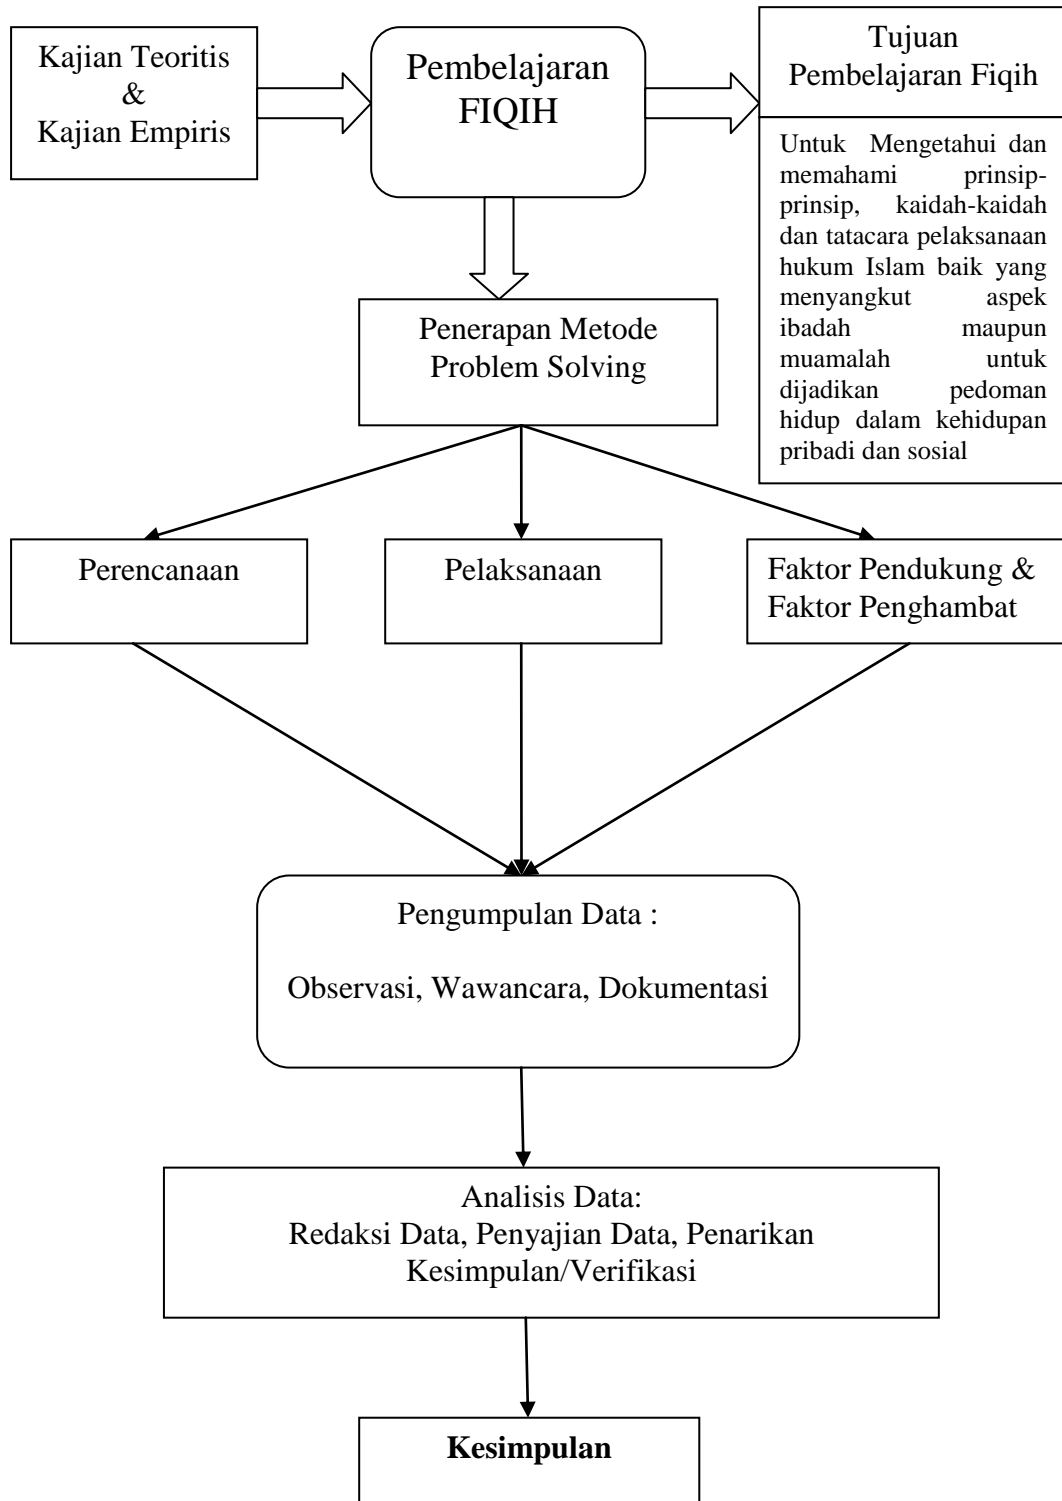 Kajian Teoritis
&
Kajian Empiris
Pembelajaran
FIQIH
Tujuan
Pembelajaran Fiqih
Untuk Mengetahui dan
memahami prinsip-
prinsip, kaidah-kaidah
dan tatacara pelaksanaan
hukum Islam baik yang
menyangkut aspek
ibadah maupun
muamalah untuk
dijadikan pedoman
hidup dalam kehidupan
pribadi dan sosial
Penerapan Metode
Problem Solving
Perencanaan
Pelaksanaan
Faktor Pendukung &
Faktor Penghambat
Pengumpulan Data :
Observasi, Wawancara, Dokumentasi
Analisis Data:
Redaksi Data, Penyajian Data, Penarikan
Kesimpulan/Verifikasi
Kesimpulan